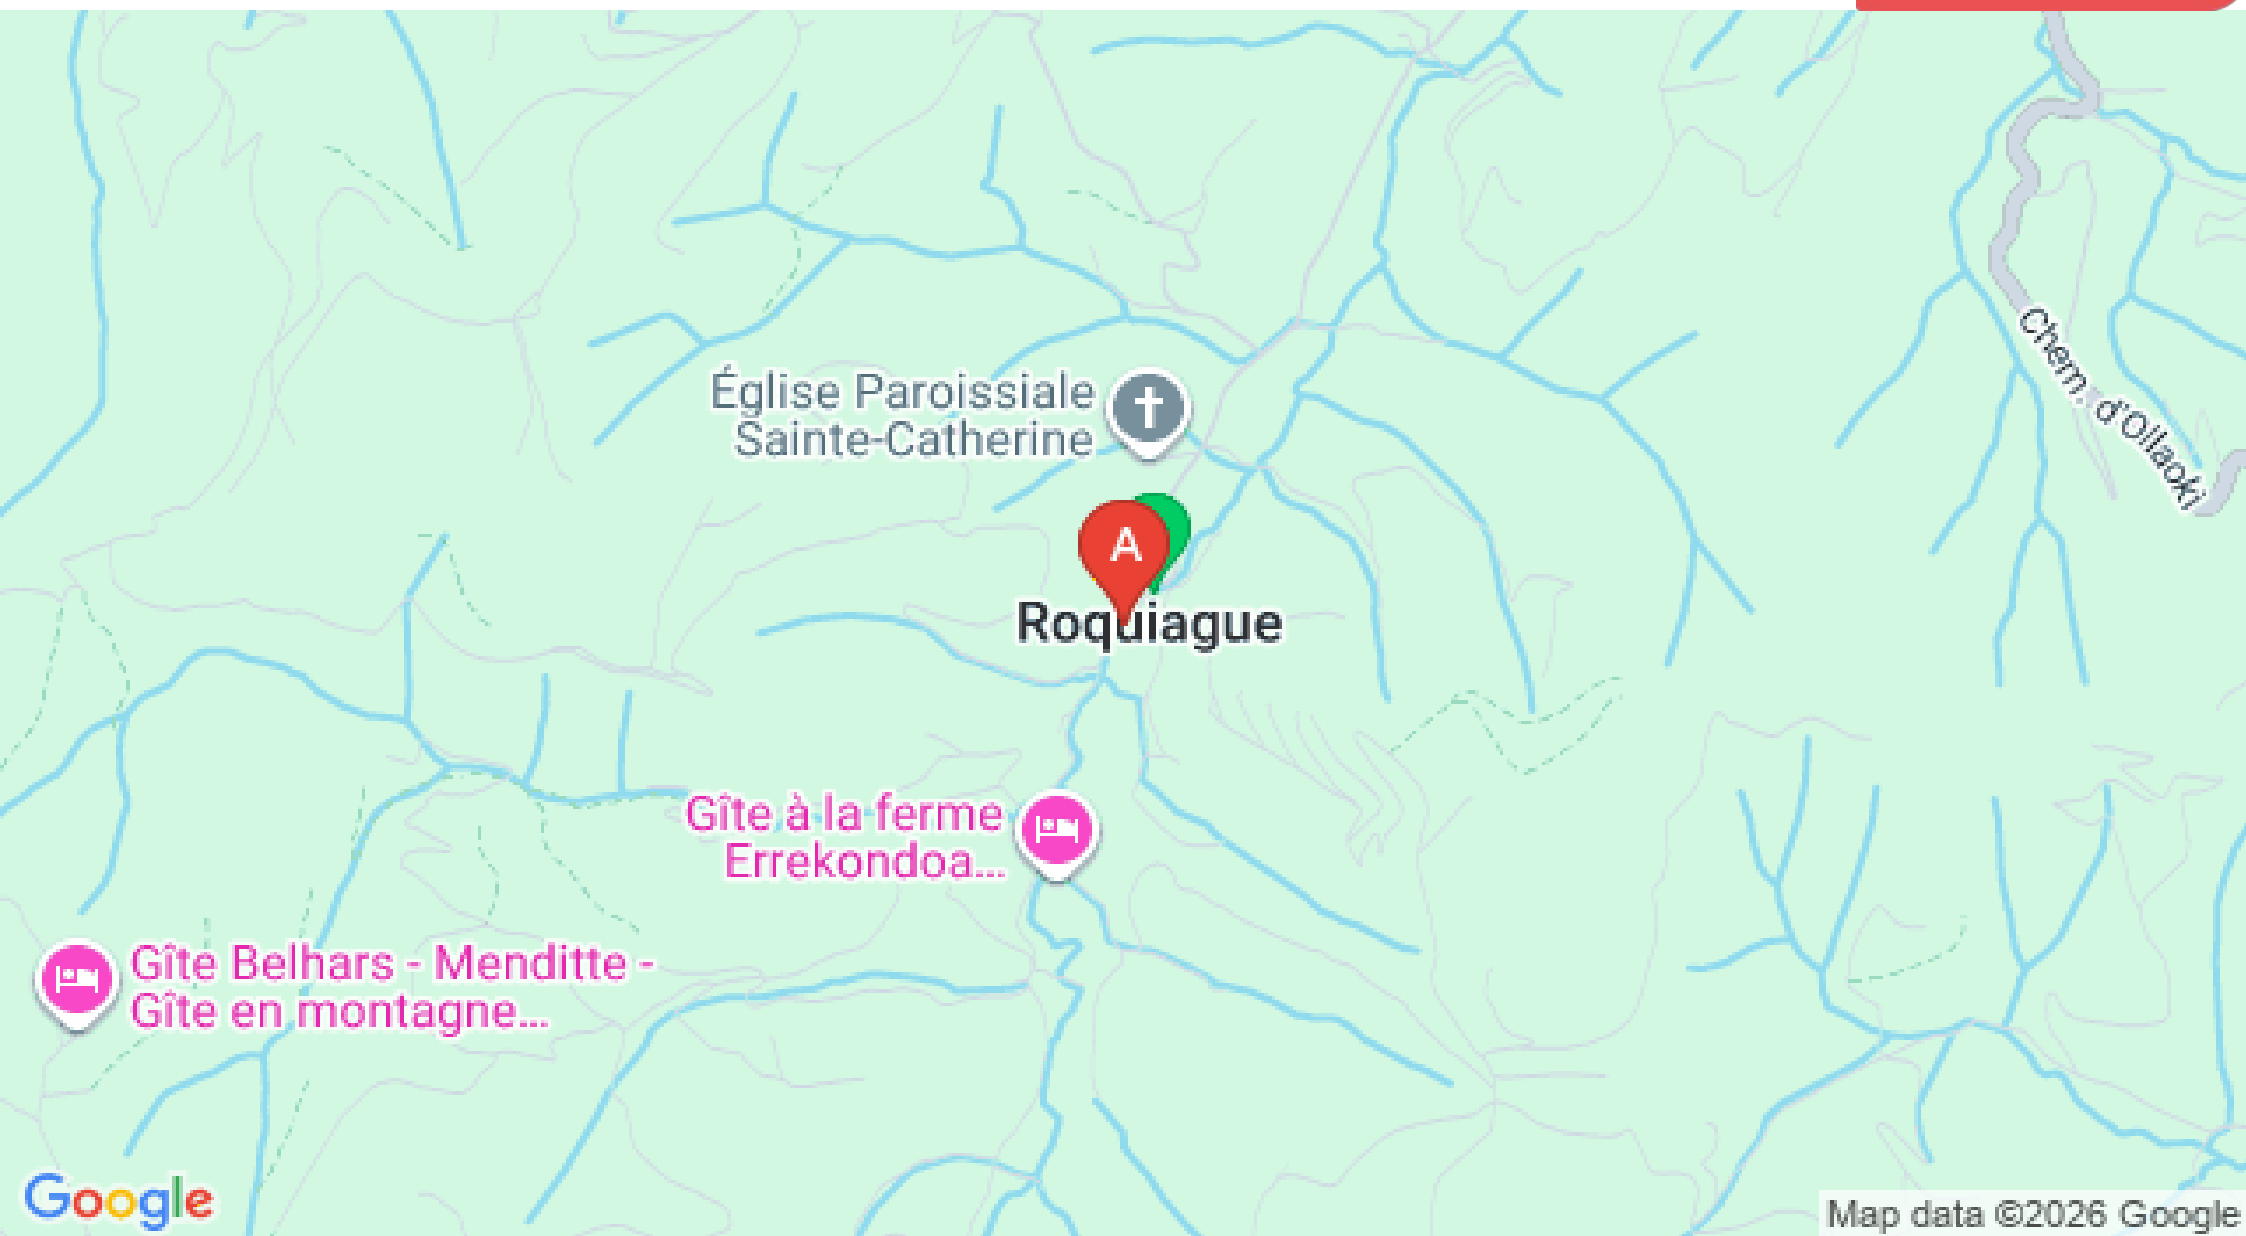 Église Paroissiale
Sainte-Catherine
Chem. d'Ollaoki
A
Roquiague
Gîte à la ferme
Errekondoa...
Gîte Belhars - Menditte -
Gîte en montagne...
Google
Map data ©2026 Google